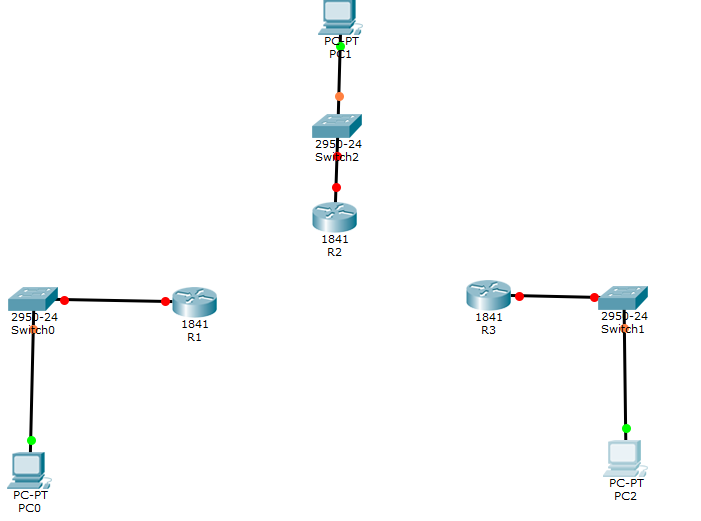 PC-PT
PC1
2950-24
Switch2
1841
R2
2950-24
Switch0
1841
R1
1841
R3
2950-24
Switch1
PC-PT
PC0
PC-PT
PC2